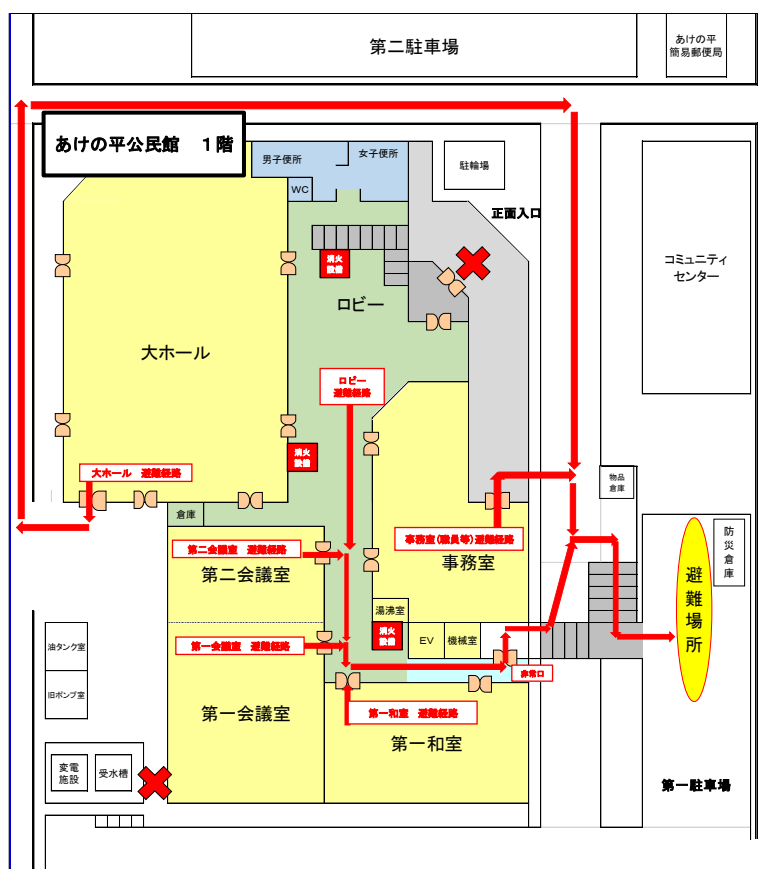 第二駐車場
あけの平
簡易郵便局
あけの平公民館　１階
男子便所
女子便所
WC
駐輪場
正面入口
消火
設備
ロビー
コミュニティ
センター
大ホール
ロビー
避難経路
消火
設備
大ホール　避難経路
物品
倉庫
倉庫
第二会議室　避難経路
第二会議室
事務室(職員等)避難経路
事務室
防
災
倉
庫
避
難
場
所
湯沸室
消火
設備
EV
機械室
油タンク室
第一会議室　避難経路
非常口
旧ポンプ室
第一会議室
第一和室　避難経路
第一和室
変電
施設
受水槽
第一駐車場